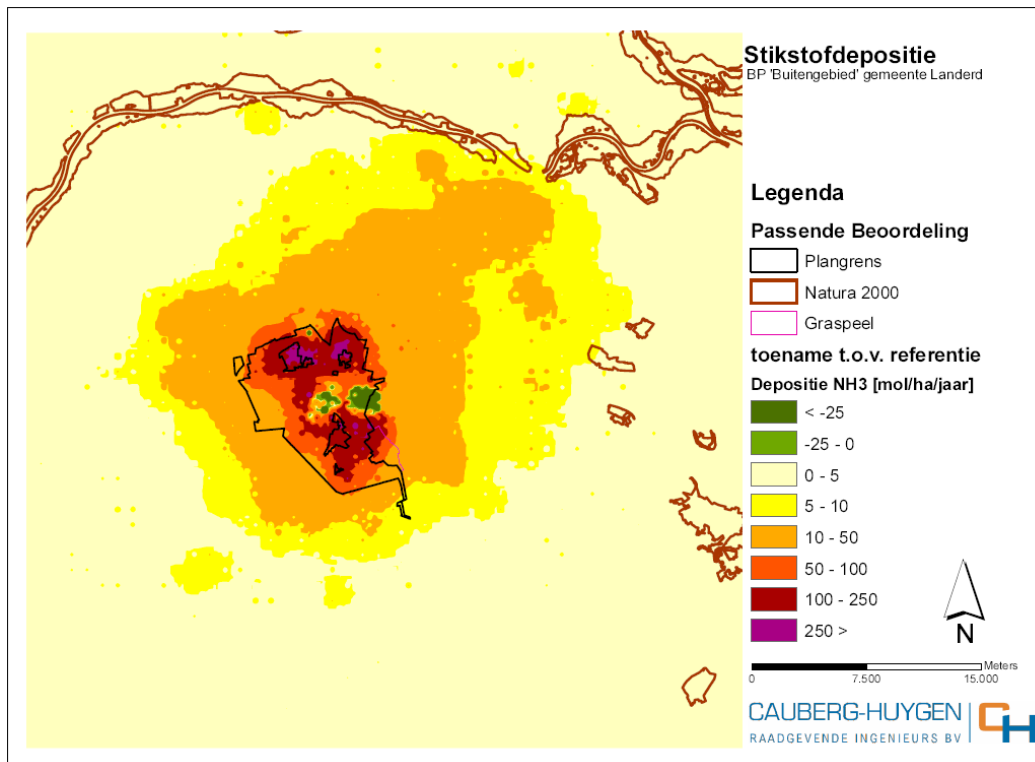 Stikstofdepositie
BP 'Buitengebied' gemeente Landerd
Legenda
Passende Beoordeling
Plangrens
Natura 2000
Graspeel
toename t.o.v. referentie
Depositie NH3 [mol/ha/jaar]
< -25
-25 - 0
0 - 5
5 - 10
10 - 50
50 - 100
100 - 250
250 >
N
Meters
0 7.500 15.000
CAUBERG-HUYGEN CH
RAADGEVENDE INGENIEURS BV